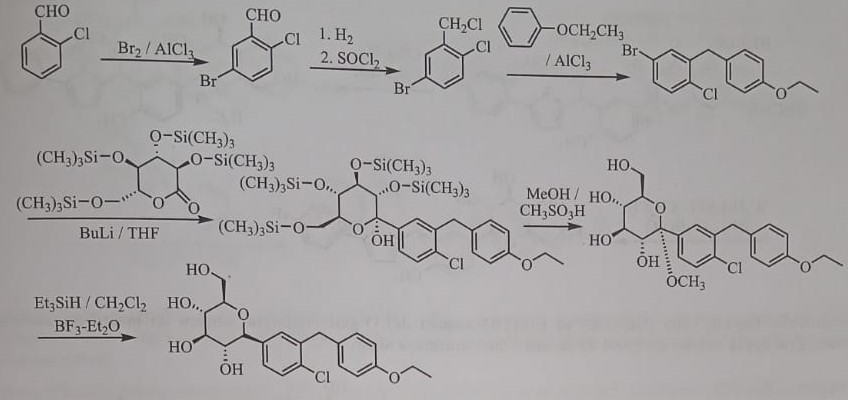 CHO
Cl
Br₂ / AlCl₃
CHO
Cl
Br
1. H₂
2. SOCl₂
CH₂Cl
Cl
Br
OCH₂CH₃
/ AlCl₃
Br
Cl
O
O–Si(CH₃)₃
(CH₃)₃Si–O
O–Si(CH₃)₃
(CH₃)₃Si–O
O
O
BuLi / THF
O–Si(CH₃)₃
(CH₃)₃Si–O
O–Si(CH₃)₃
(CH₃)₃Si–O
O
OH
Cl
O
MeOH /
CH₃SO₃H
HO
HO
O
HO
OH
OCH₃
Cl
O
Et₃SiH / CH₂Cl₂
BF₃-Et₂O
HO
HO
O
HO
OH
Cl
O